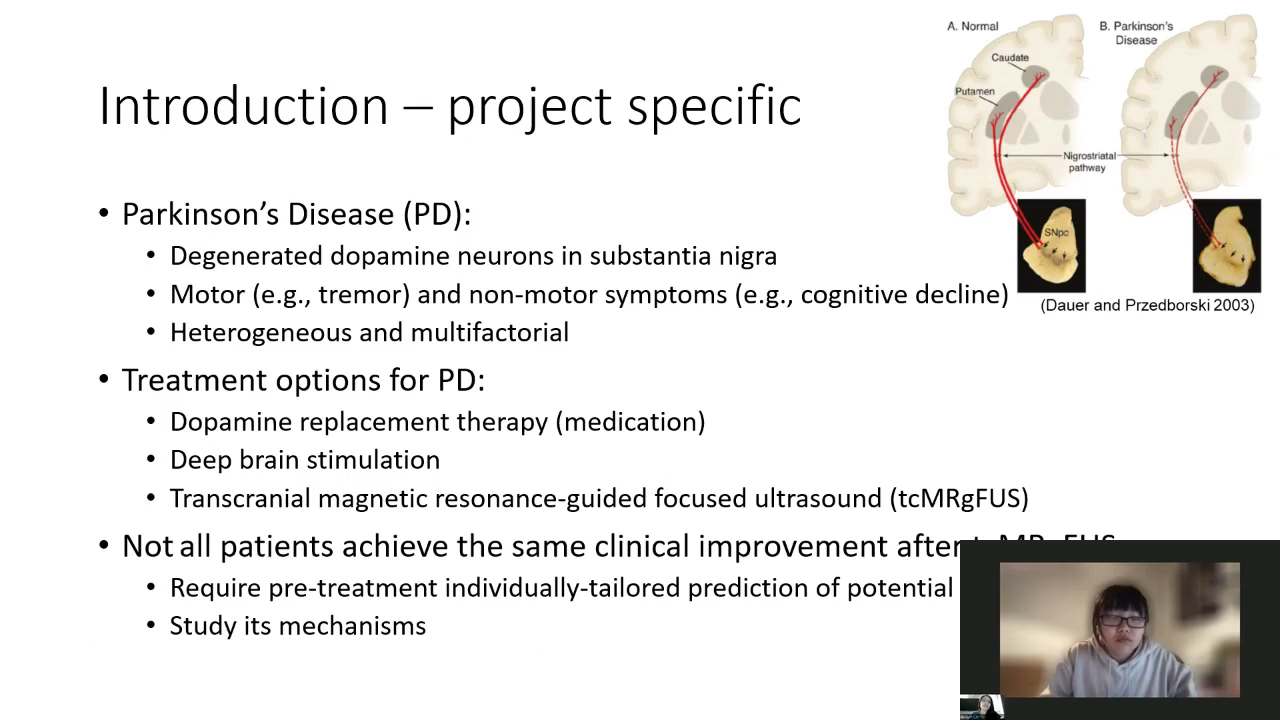 Introduction – project specific
• Parkinson's Disease (PD):
• Degenerated dopamine neurons in substantia nigra
• Motor (e.g., tremor) and non-motor symptoms (e.g., cognitive decline)
• Heterogeneous and multifactorial
• Treatment options for PD:
• Dopamine replacement therapy (medication)
• Deep brain stimulation
• Transcranial magnetic resonance-guided focused ultrasound (tcMRgFUS)
• Not all patients achieve the same clinical improvement after
• Require pre-treatment individually-tailored prediction of potential
• Study its mechanisms
A. Normal
B. Parkinson's
Disease
Caudate
Putamen
Nigrostriatal
pathway
SNpc
(Dauer and Przedborski 2003)